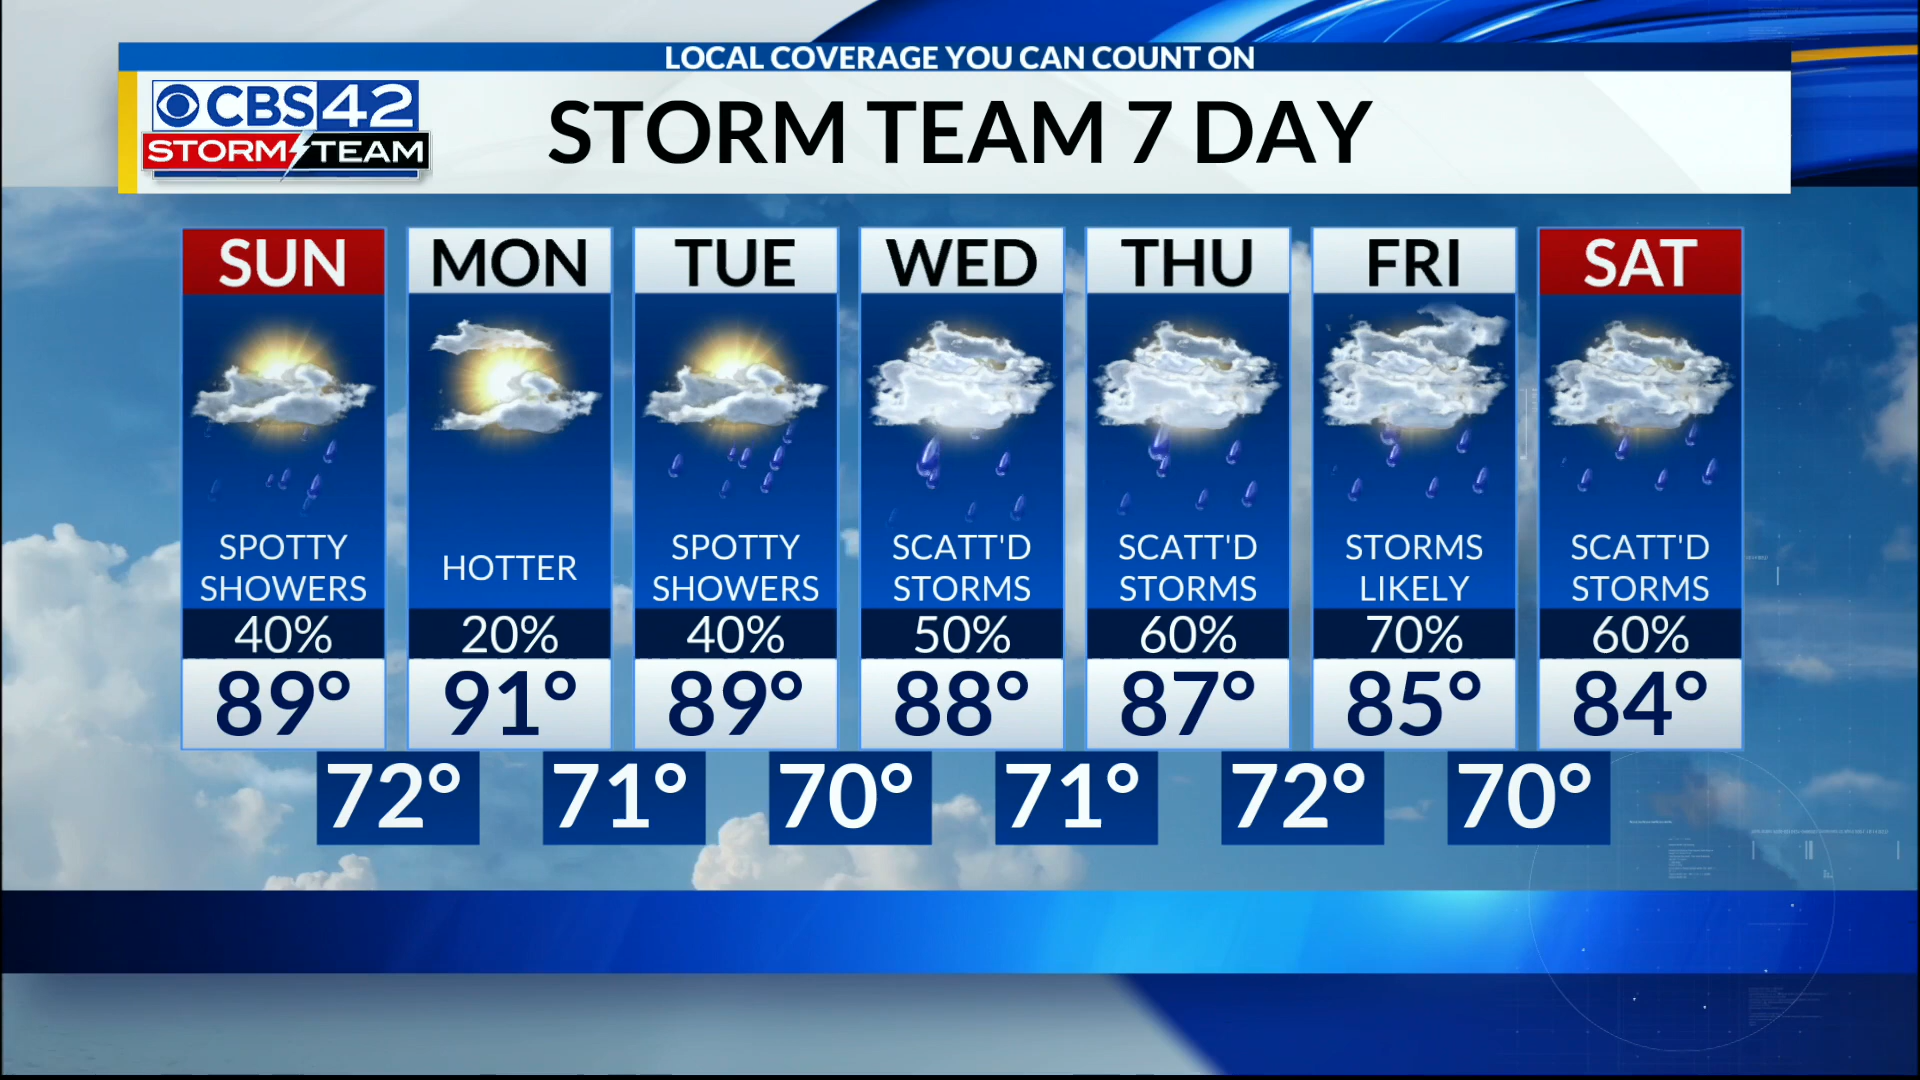 LOCAL COVERAGE YOU CAN COUNT ON
CBS 42
STORM TEAM
STORM TEAM 7 DAY
SUN MON TUE WED THU FRI SAT
SPOTTY SHOWERS
HOTTER
SPOTTY SHOWERS
SCATT'D STORMS
SCATT'D STORMS
STORMS LIKELY
SCATT'D STORMS
40% 20% 40% 50% 60% 70% 60%
89° 91° 89° 88° 87° 85° 84°
72° 71° 70° 71° 72° 70°